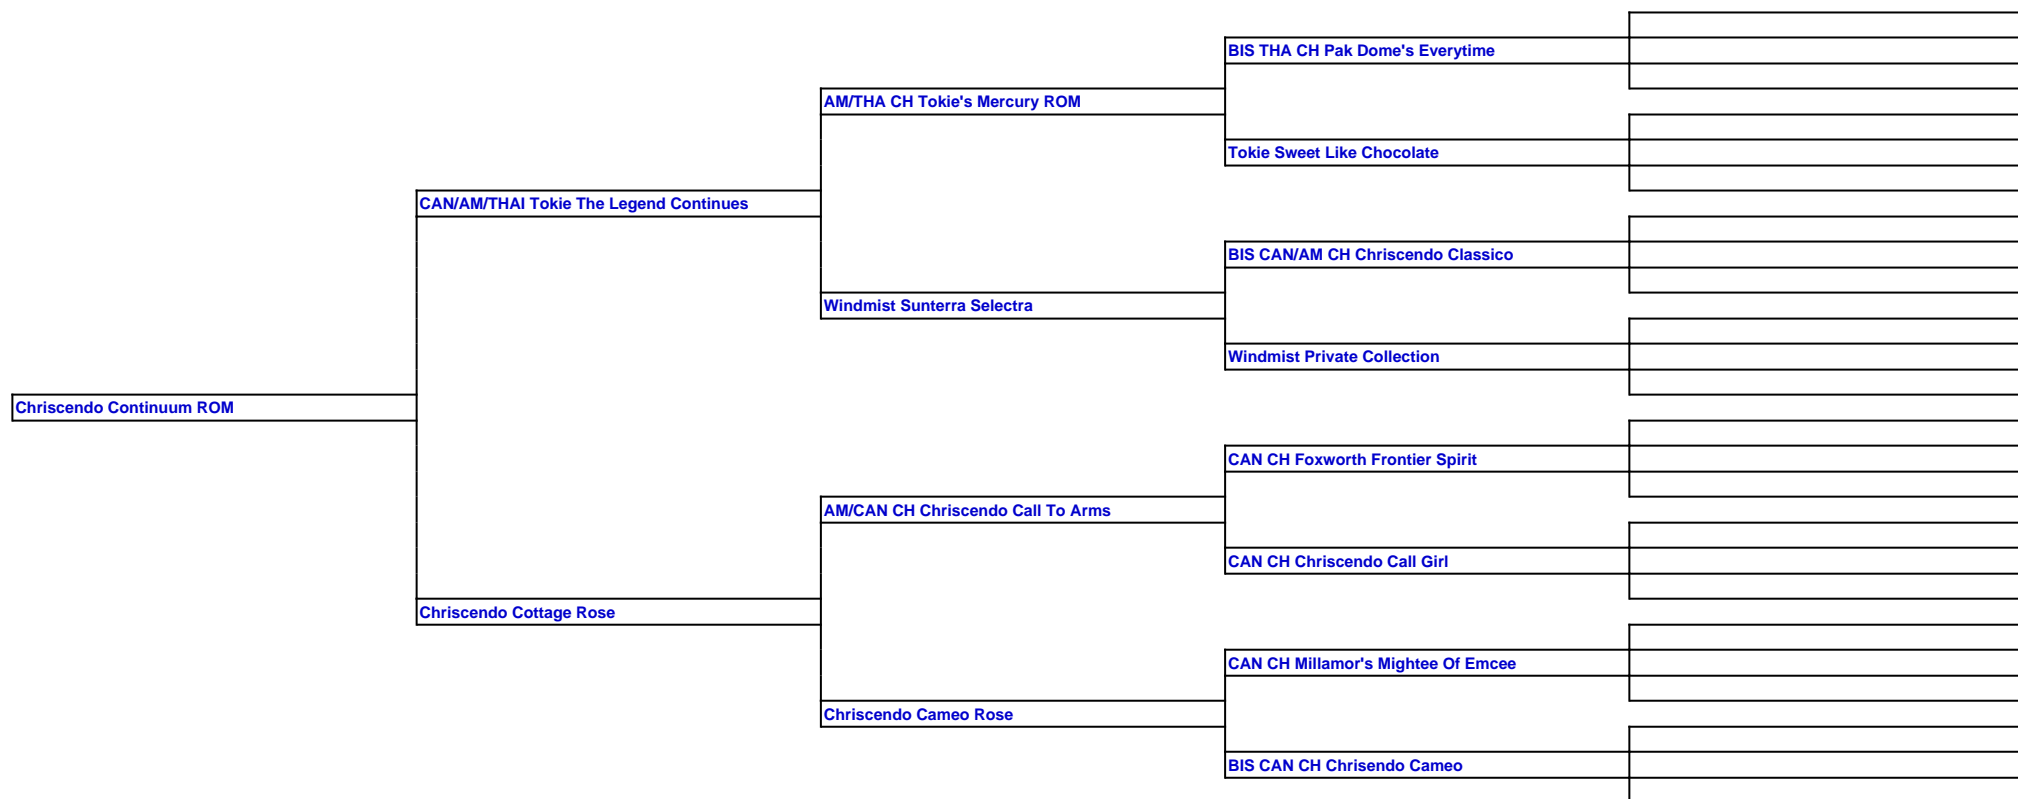 BIS THA CH Pak Dome's Everytime
AM/THA CH Tokie's Mercury ROM
Tokie Sweet Like Chocolate
CAN/AM/THAI Tokie The Legend Continues
BIS CAN/AM CH Chriscendo Classico
Windmist Sunterra Selectra
Windmist Private Collection
Chriscendo Continuum ROM
CAN CH Foxworth Frontier Spirit
AM/CAN CH Chriscendo Call To Arms
CAN CH Chriscendo Call Girl
Chriscendo Cottage Rose
CAN CH Millamor's Mightee Of Emcee
Chriscendo Cameo Rose
BIS CAN CH Chrisendo Cameo